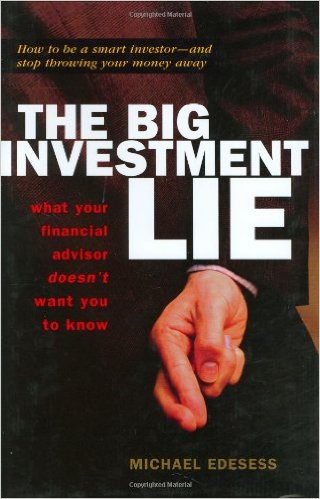 How to be a smart investor—and
stop throwing your money away
THE BIG
INVESTMENT
LIE
what your
financial
advisor
doesn't
want you
to know
MICHAEL EDESESS